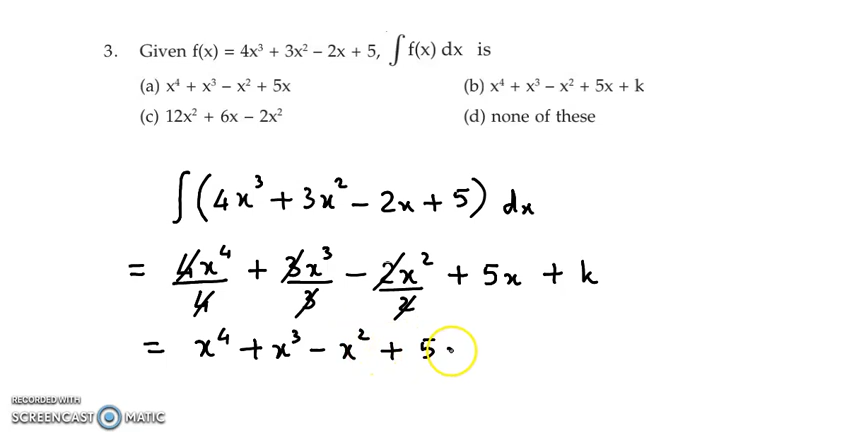 3. Given f(x) = 4x³ + 3x² – 2x + 5, ∫ f(x) dx is
(a) x⁴ + x³ – x² + 5x (b) x⁴ + x³ – x² + 5x + k
(c) 12x² + 6x – 2x² (d) none of these
∫ (4x³ + 3x² – 2x + 5) dx
= 4x⁴/4 + 3x³/3 – 2x²/2 + 5x + k
= x⁴ + x³ – x² + 5
RECORDED WITH
SCREENCAST MATIC